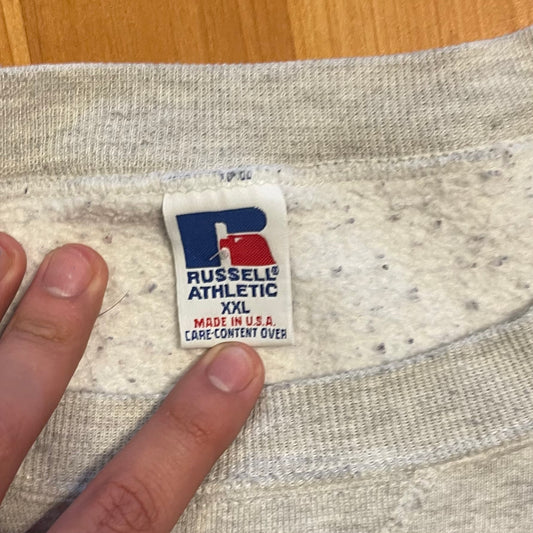 RUSSELL®
ATHLETIC
XXL
MADE IN U.S.A.
CARE-CONTENT OVER